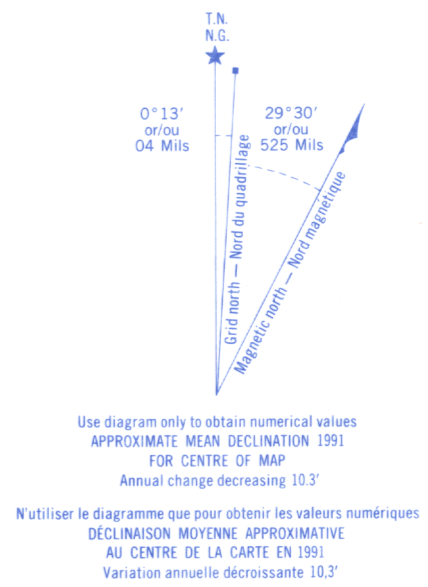 T.N.
N.G.
0°13′
or/ou
04 Mils
29°30′
or/ou
525 Mils
Grid north — Nord du quadrillage
Magnetic north — Nord magnetique
Use diagram only to obtain numerical values
APPROXIMATE MEAN DECLINATION 1991
FOR CENTRE OF MAP
Annual change decreasing 10.3′
N'utiliser le diagramme que pour obtenir les valeurs numériques
DÉCLINAISON MOYENNE APPROXIMATIVE
AU CENTRE DE LA CARTE EN 1991
Variation annuelle décroissante 10,3′